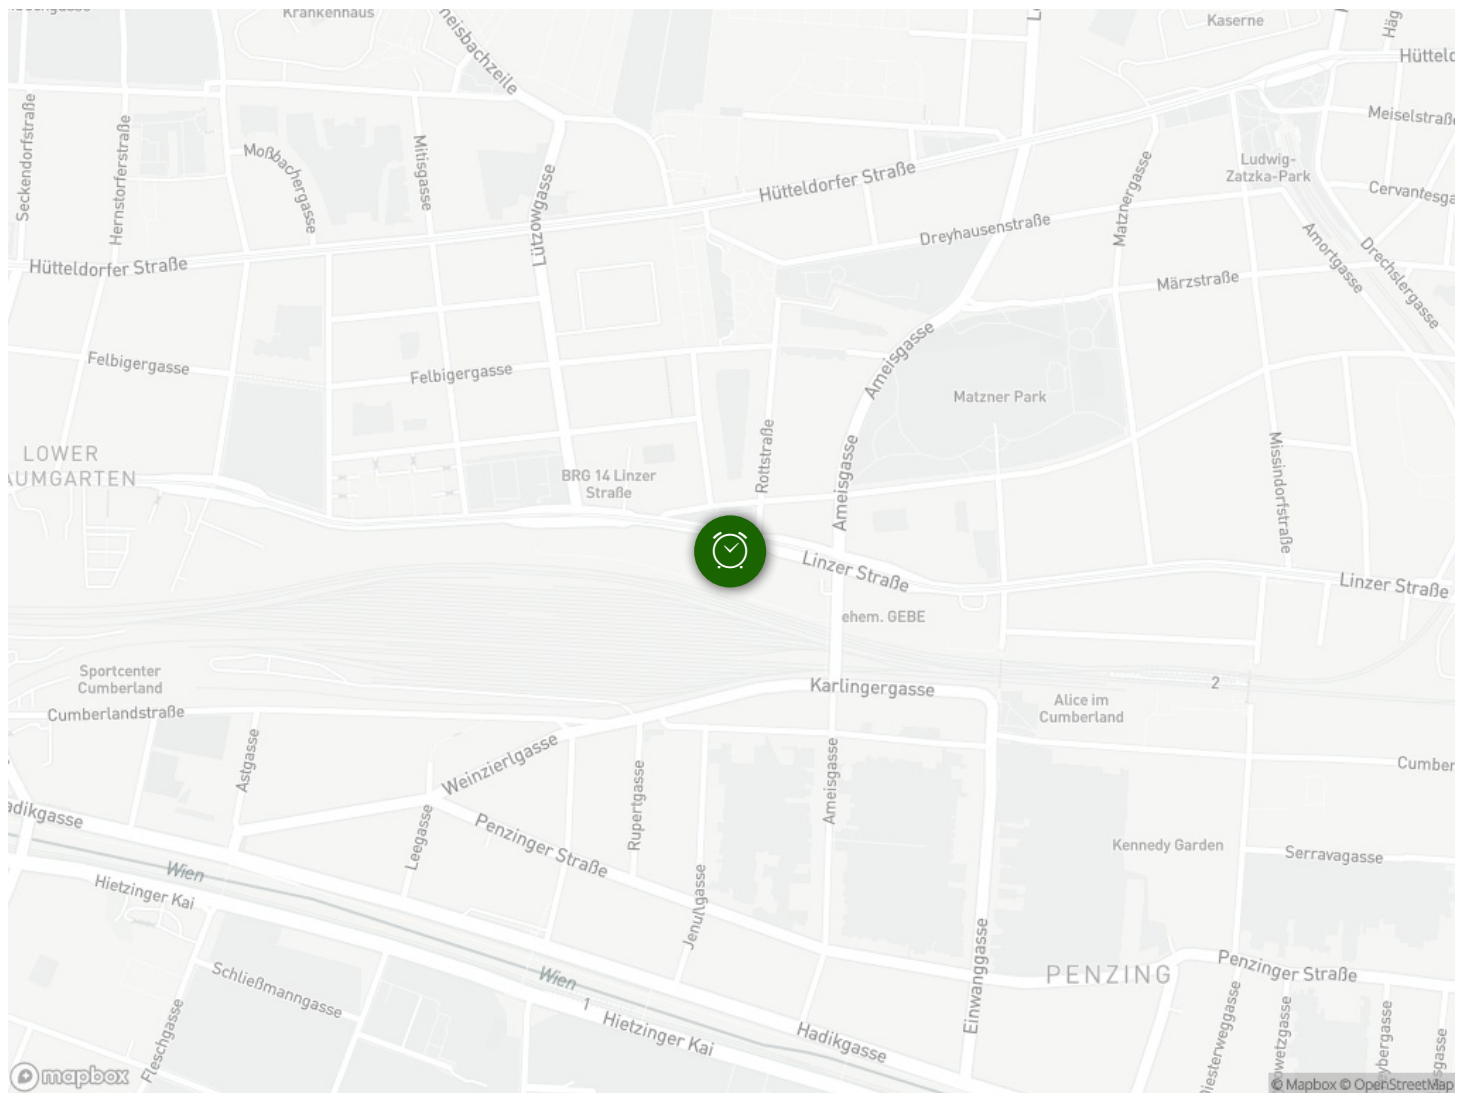 Krankenhaus
Kaserne
Ameisbachzeile
Meiselstraße
Seckendorfstraße
Hernstorferstraße
Moßbachergasse
Mitisgasse
Lützowgasse
Hütteldorfer Straße
Dreyhausenstraße
Matznergasse
Ludwig-
Zatzka-Park
Amortgasse
Drechslergasse
Hütteldorfer Straße
Märzstraße
Felbigergasse
Felbigergasse
Ameisgasse
Matzner Park
LOWER
AUMGARTEN
BRG 14 Linzer
Straße
Rottstraße
Ameisgasse
Missindorfstraße
Linzer Straße
Linzer Straße
ehem. GEBE
Sportcenter
Cumberland
Cumberlandstraße
Karlingergasse
2
Alice im
Cumberland
Astgasse
Weinzierlgasse
Rupertgasse
Ameisgasse
Cumber
adikgasse
Leegasse
Penzinger Straße
Kennedy Garden
Serravagasse
Wien
Hietzinger Kai
Jenullgasse
Einwanggasse
Schließmanngasse
Wien
1
PENZING
Penzinger Straße
Fleschgasse
Hietzinger Kai
Hadikgasse
Diesterweggasse
mapbox
© Mapbox © OpenStreetMap